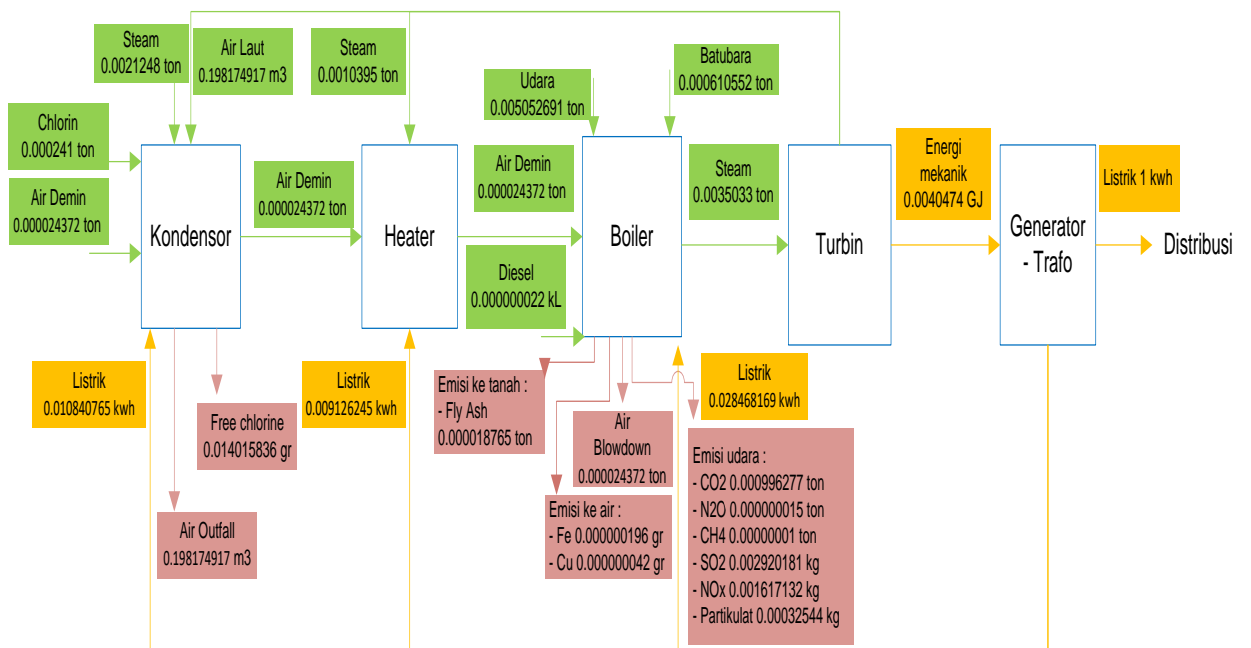 Steam
0.0021248 ton
Air Laut
0.198174917 m3
Steam
0.0010395 ton
Udara
0.005052691 ton
Batubara
0.000610552 ton
Chlorin
0.000241 ton
Air Demin
0.000024372 ton
Kondensor
Air Demin
0.000024372 ton
Heater
Air Demin
0.000024372 ton
Diesel
0.000000022 kL
Boiler
Steam
0.0035033 ton
Turbin
Energi
mekanik
0.0040474 GJ
Generator
- Trafo
Listrik 1 kwh
Distribusi
Listrik
0.010840765 kwh
Free chlorine
0.014015836 gr
Air Outfall
0.198174917 m3
Listrik
0.009126245 kwh
Emisi ke tanah :
- Fly Ash
0.000018765 ton
Air
Blowdown
0.000024372 ton
Emisi ke air :
- Fe 0.000000196 gr
- Cu 0.000000042 gr
Listrik
0.028468169 kwh
Emisi udara :
- CO2 0.000996277 ton
- N2O 0.000000015 ton
- CH4 0.00000001 ton
- SO2 0.002920181 kg
- NOx 0.001617132 kg
- Partikulat 0.00032544 kg